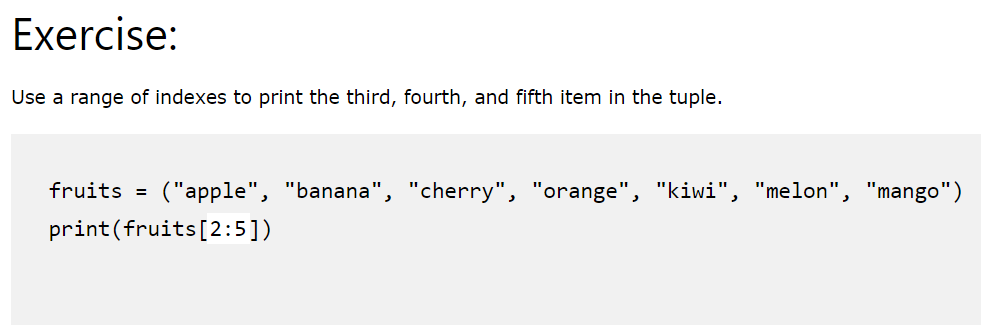 Exercise:
Use a range of indexes to print the third, fourth, and fifth item in the tuple.
fruits = ("apple", "banana", "cherry", "orange", "kiwi", "melon", "mango")
print(fruits[2:5])